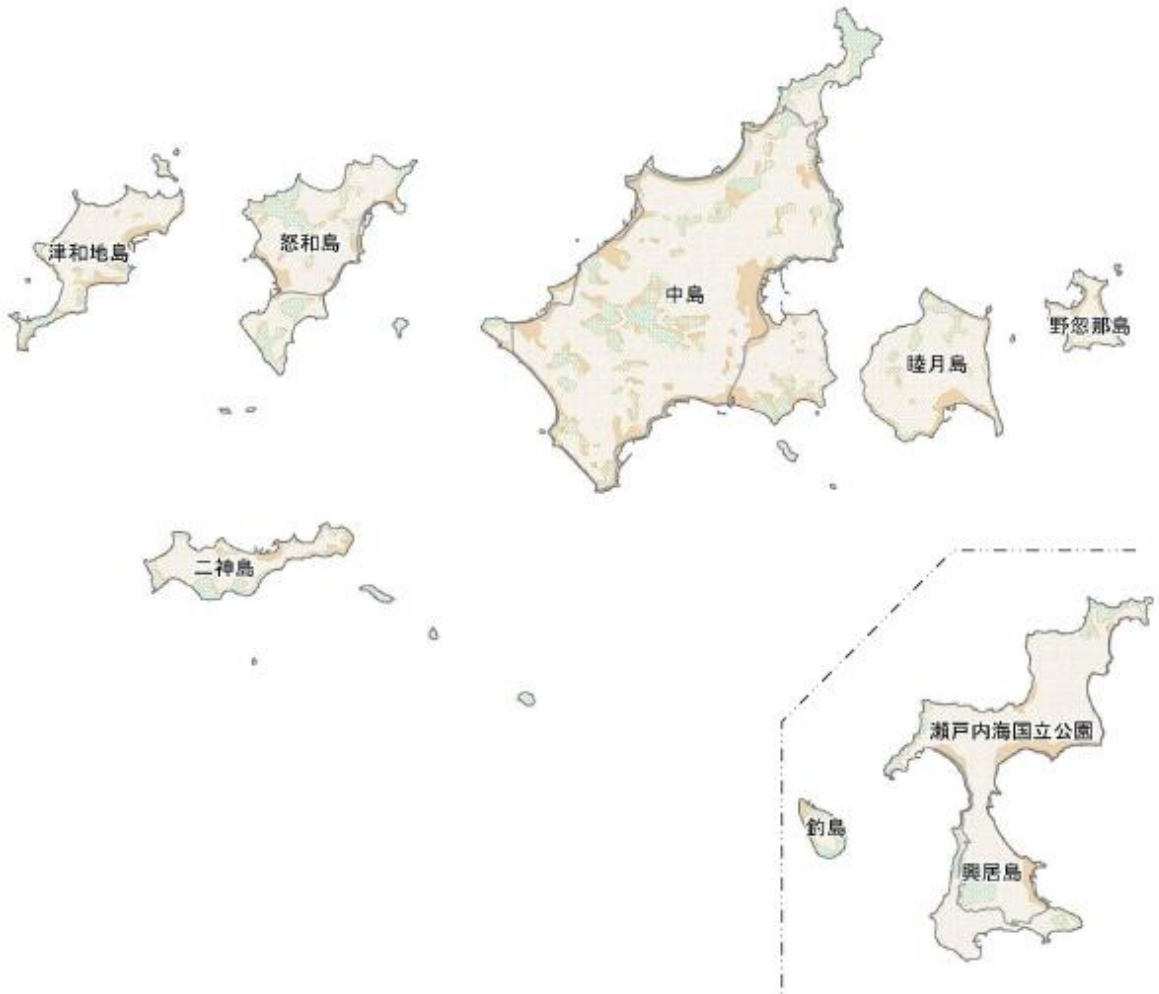 津和地島
怒和島
中島
睦月島
野忽那島
二神島
瀬戸内海国立公園
釣島
興居島